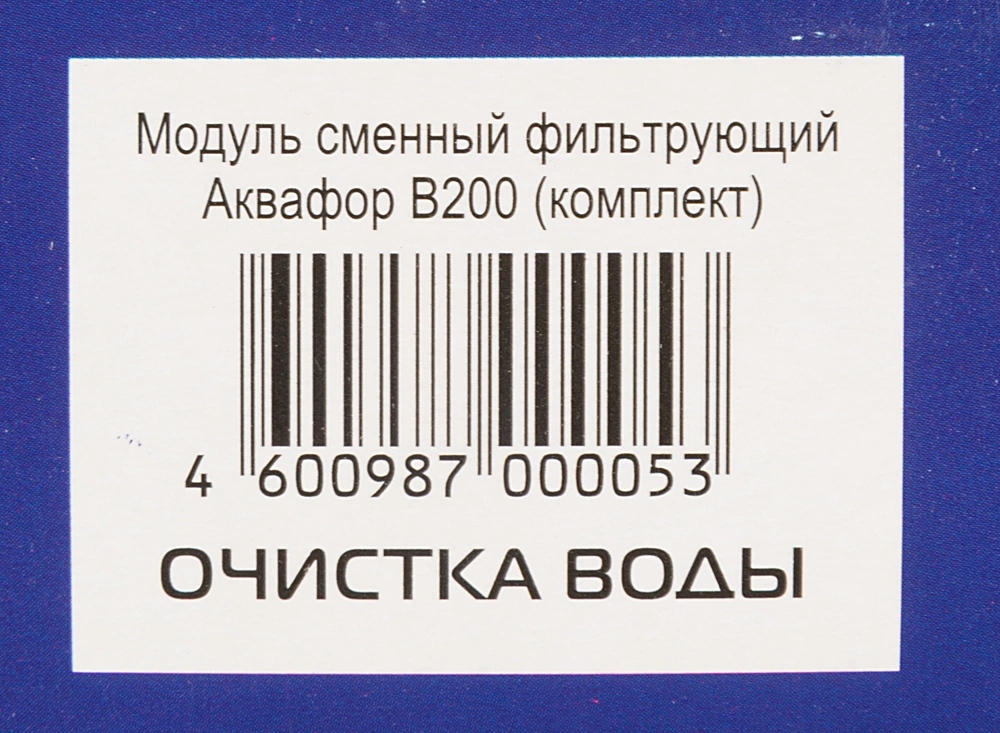 Модуль сменный фильтрующий
Аквафор В200 (комплект)
4 600987 000053
ОЧИСТКА ВОДЫ